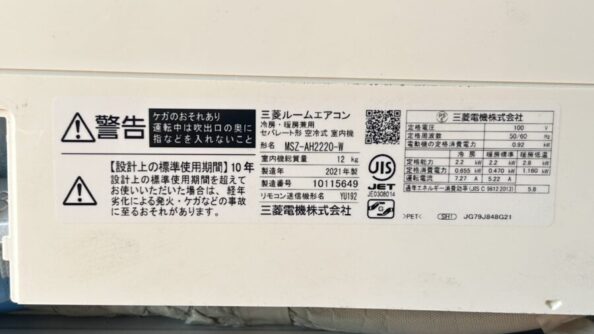 警告
ケガのおそれあり
運転中は吹出口の奥に
指などを入れないこと
【設計上の標準使用期間】10年
設計上の標準使用期間を超えて
お使いいただいた場合は、経年
劣化による発火・ケガなどの事故
に至るおそれがあります。
三菱ルームエアコン
冷房・暖房兼用
セパレート形 空冷式 室内機
形名 MSZ-AH2220-W
室内機総質量 12 kg
製造年 2021年製
製造番号 10115649
リモコン送信機形名 YU192
三菱電機株式会社
JIS
JET
JE0308014
三菱電機株式会社
定格電圧 100 V
定格周波数 50/60 Hz
電動機の定格消費電力 0.92 kW
冷房 暖房標準 暖房低温
定格能力 2.2 kW 2.2 kW 2.8 kW
定格消費電力 0.655 kW 0.470 kW 1.180 kW
運転電流 7.27 A 5.22 A
通年エネルギー消費効率(JIS C 9612:2013) 5.8
>PET< SH1 JG79J848G21